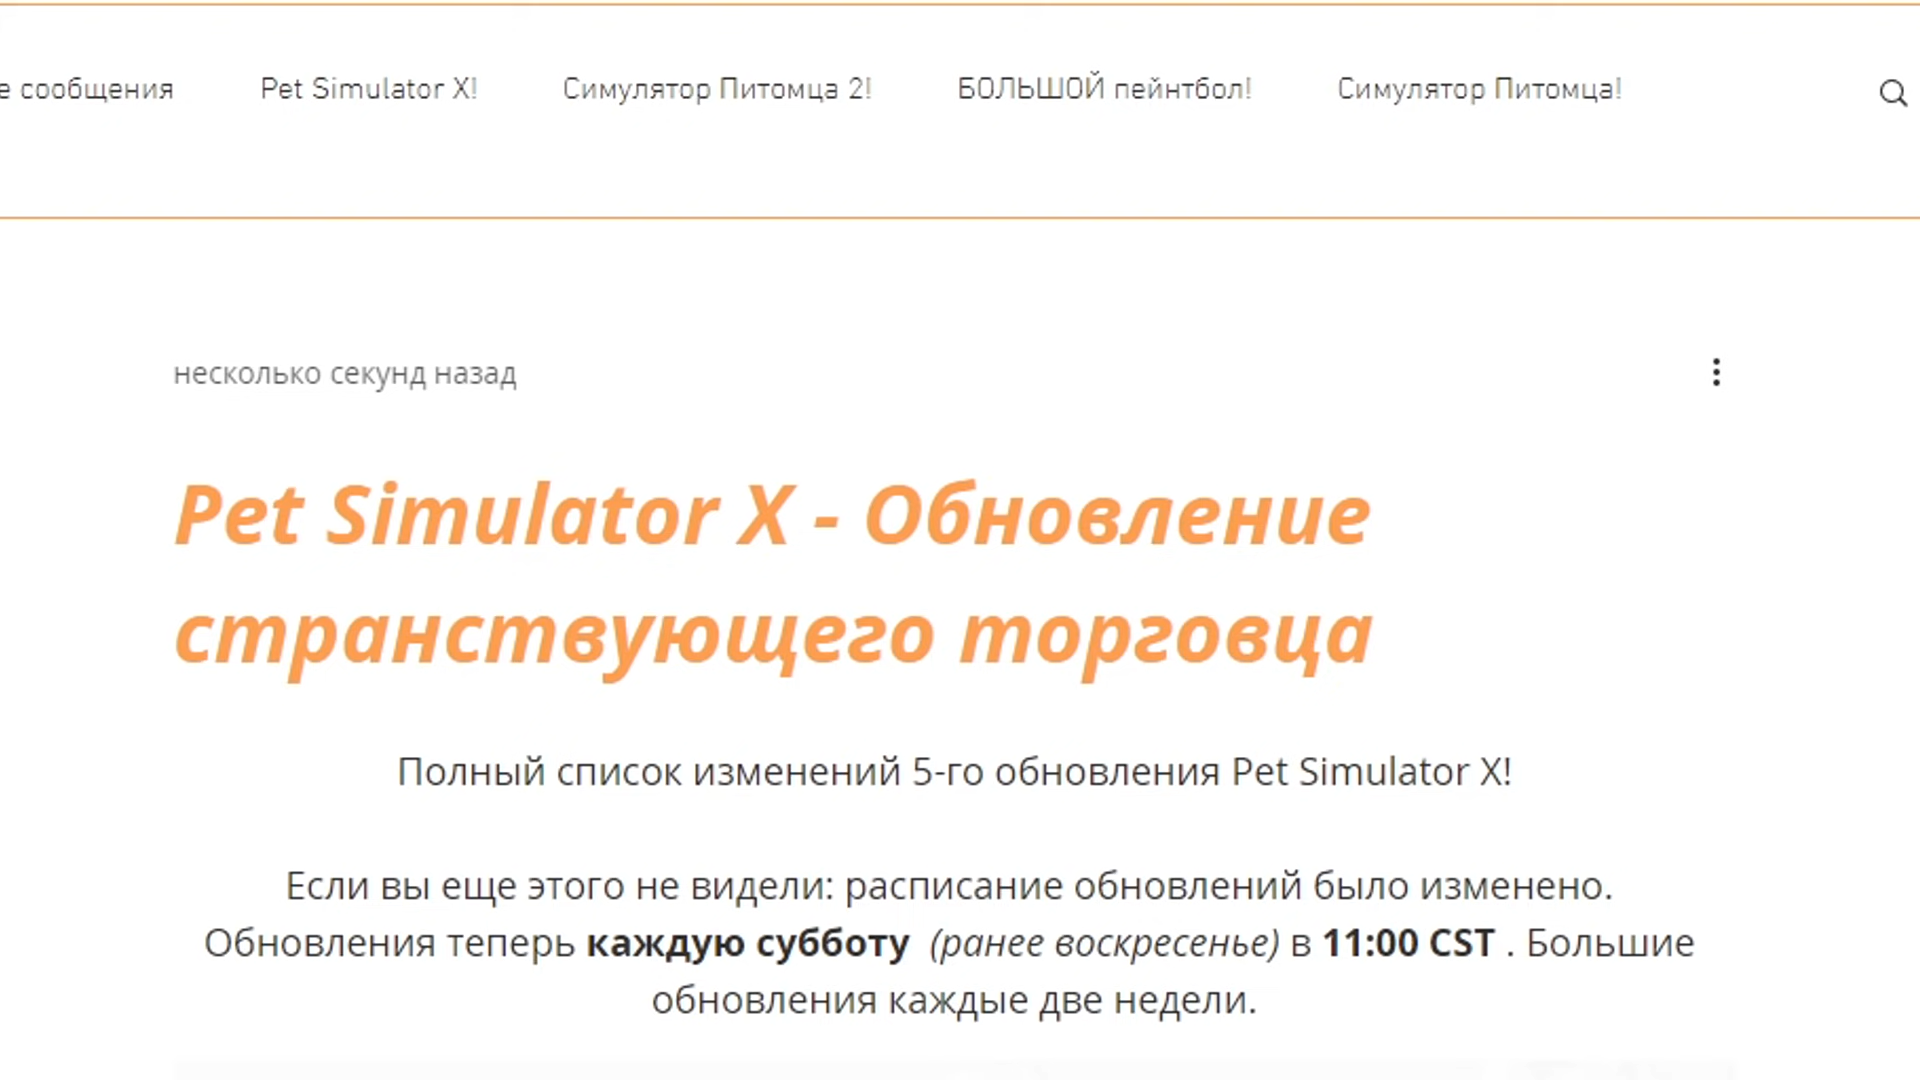 е сообщения Pet Simulator X! Симулятор Питомца 2! БОЛЬШОЙ пейнтбол! Симулятор Питомца!
несколько секунд назад
Pet Simulator X - Обновление
странствующего торговца
Полный список изменений 5-го обновления Pet Simulator X!
Если вы еще этого не видели: расписание обновлений было изменено.
Обновления теперь каждую субботу (ранее воскресенье) в 11:00 CST . Большие
обновления каждые две недели.